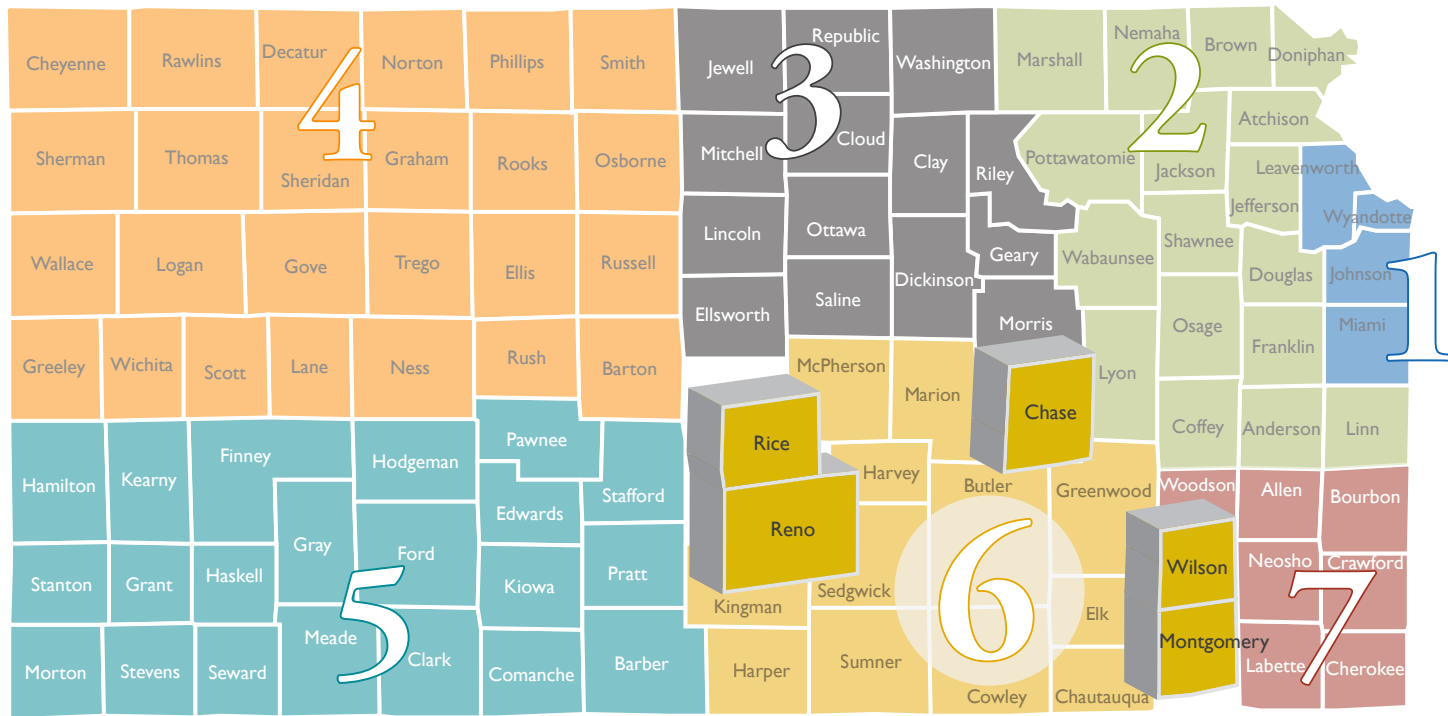 Cheyenne
Rawlins
Decatur
Norton
Phillips
Smith
Jewell
Republic
Washington
Marshall
Nemaha
Brown
Doniphan
4
3
2
Sherman
Thomas
Sheridan
Graham
Rooks
Osborne
Mitchell
Cloud
Clay
Riley
Pottawatomie
Jackson
Atchison
Leavenworth
Jefferson
Wyandotte
Wallace
Logan
Gove
Trego
Ellis
Russell
Lincoln
Ottawa
Dickinson
Geary
Wabaunsee
Shawnee
Douglas
Johnson
1
Ellsworth
Saline
Morris
Osage
Franklin
Miami
Greeley
Wichita
Scott
Lane
Ness
Rush
Barton
McPherson
Marion
Chase
Lyon
Coffey
Anderson
Linn
Rice
Hamilton
Kearny
Finney
Hodgeman
Pawnee
Edwards
Stafford
Reno
Harvey
Butler
Greenwood
Woodson
Allen
Bourbon
Stanton
Grant
Haskell
Gray
Ford
Kiowa
Pratt
Kingman
Sedgwick
Elk
Wilson
Neosho
Crawford
5
6
7
Morton
Stevens
Seward
Meade
Clark
Comanche
Barber
Harper
Sumner
Cowley
Chautauqua
Montgomery
Labette
Cherokee